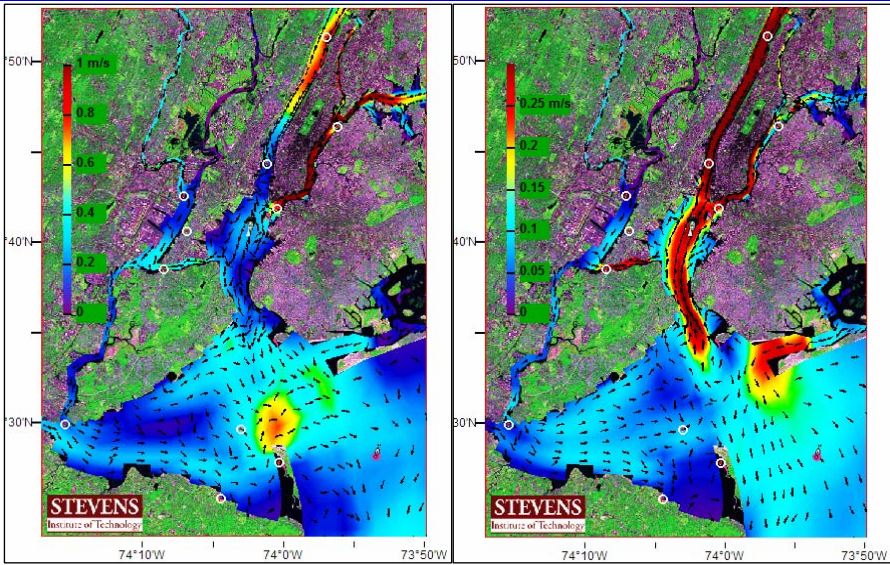 50'N
1 m/s
0.8
0.6
0.4
0.2
0
40'N
30'N
STEVENS
Institute of Technology
74°10'W
74°0'W
73°50'W
50'N
0.25 m/s
0.2
0.15
0.1
0.05
0
40'N
30'N
STEVENS
Institute of Technology
74°10'W
74°0'W
73°50'W